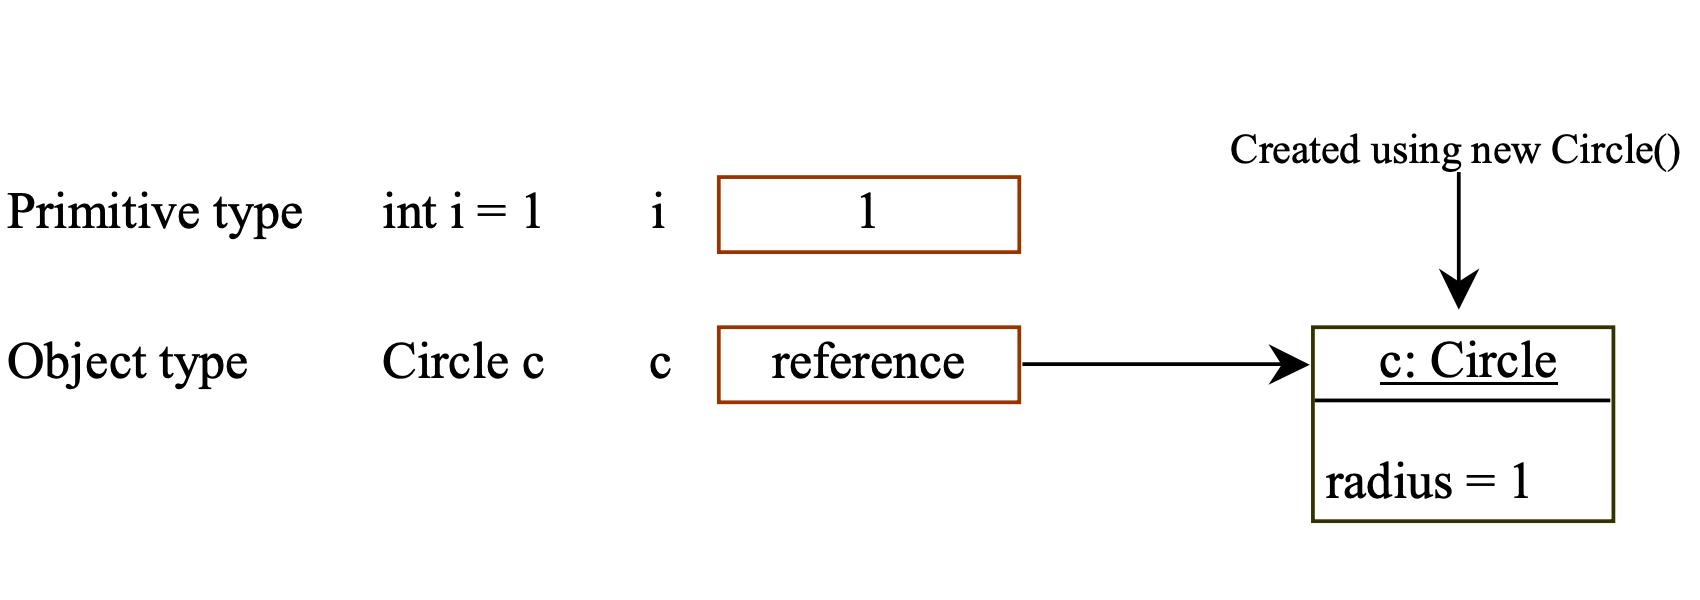 Created using new Circle()
Primitive type int i = 1 i 1
Object type Circle c c reference c: Circle
radius = 1